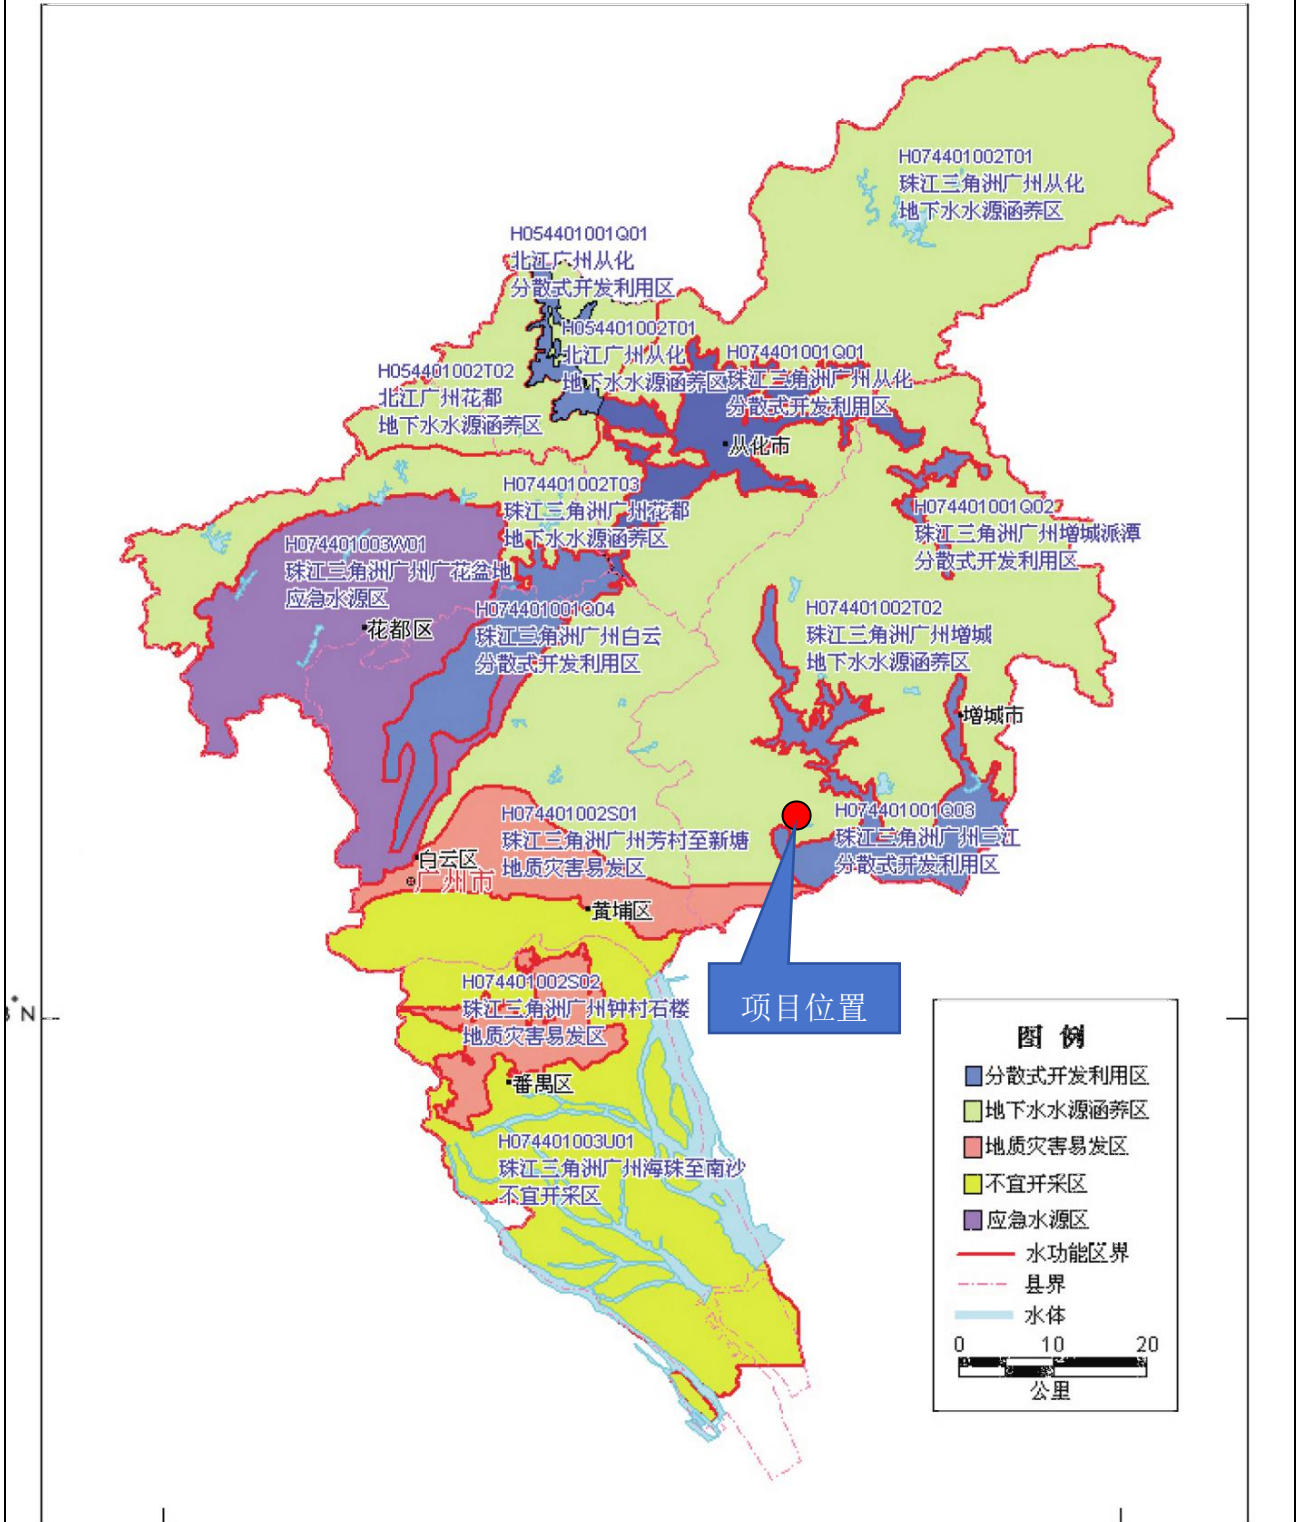 H074401002T01
珠江三角洲广州从化
地下水水源涵养区
H054401001Q01
北江广州从化
分散式开发利用区
H054401002T01
北江广州从化
地下水水源涵养区
H074401001Q01
珠江三角洲广州从化
分散式开发利用区
H054401002T02
北江广州花都
地下水水源涵养区
从化市
H074401002T03
珠江三角洲广州花都
地下水水源涵养区
H074401001Q02
珠江三角洲广州增城派潭
分散式开发利用区
H074401003W01
珠江三角洲广州广花盆地
应急水源区
花都区
H074401001Q04
珠江三角洲广州白云
分散式开发利用区
H074401002T02
珠江三角洲广州增城
地下水水源涵养区
增城市
H074401002S01
珠江三角洲广州芳村至新塘
地质灾害易发区
H074401001Q03
珠江三角洲广州三江
分散式开发利用区
白云区
广州市
黄埔区
H074401002S02
珠江三角洲广州钟村石楼
地质灾害易发区
项目位置
番禺区
H074401003U01
珠江三角洲广州海珠至南沙
不宜开采区
°N
图例
分散式开发利用区
地下水水源涵养区
地质灾害易发区
不宜开采区
应急水源区
水功能区界
县界
水体
0 10 20
公里